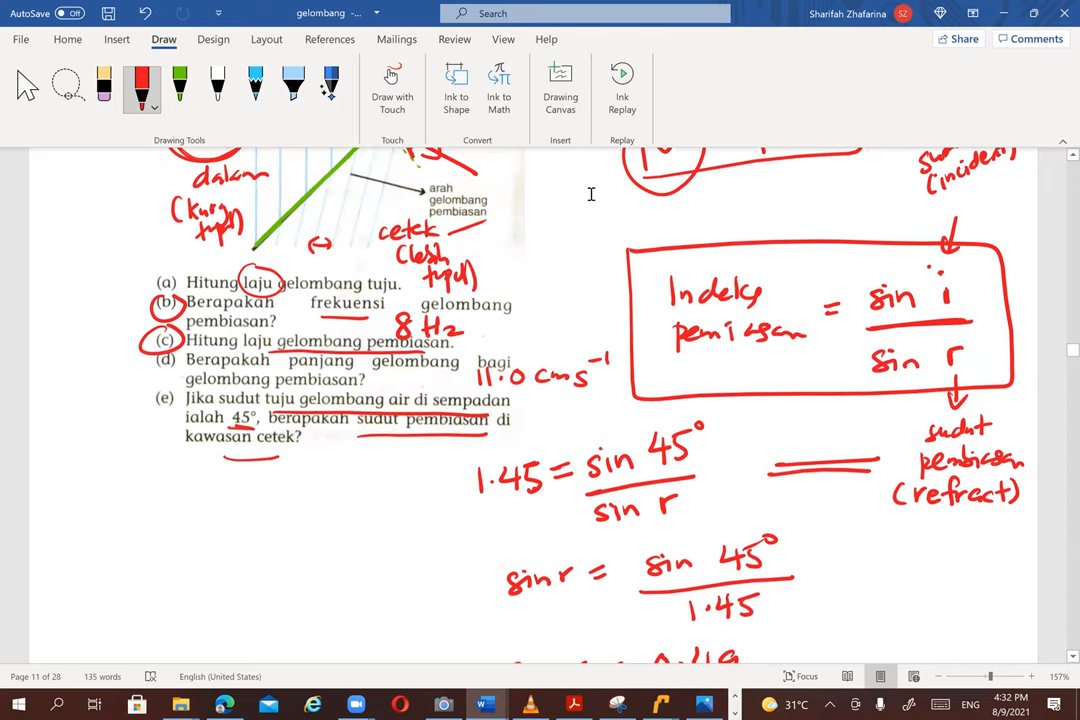 AutoSave Off
gelombang -...
Search
Sharifah Zhafarina
SZ
File Home Insert Draw Design Layout References Mailings Review View Help
Share
Comments
Draw with Touch
Ink to Shape
Ink to Math
Drawing Canvas
Ink Replay
Drawing Tools
Touch
Convert
Insert
Replay
dalam
(incident)
arah
gelombang
pembiasan
cetek
(lebih
Indeks
pembiasan
= sin i
sin r
(a) Hitung laju gelombang tuju.
(b) Berapakah frekuensi gelombang
pembiasan?
8 Hz
(c) Hitung laju gelombang pembiasan.
(d) Berapakah panjang gelombang bagi
gelombang pembiasan?
11.0 cms⁻¹
(e) Jika sudut tuju gelombang air di sempadan
ialah 45°, berapakah sudut pembiasan di
kawasan cetek?
sudut
pembiasan
(refract)
1.45 = sin 45°
sin r
sin r = sin 45°
1.45
Page 11 of 28 135 words English (United States) Focus 157%
31°C ENG
4:32 PM
8/9/2021